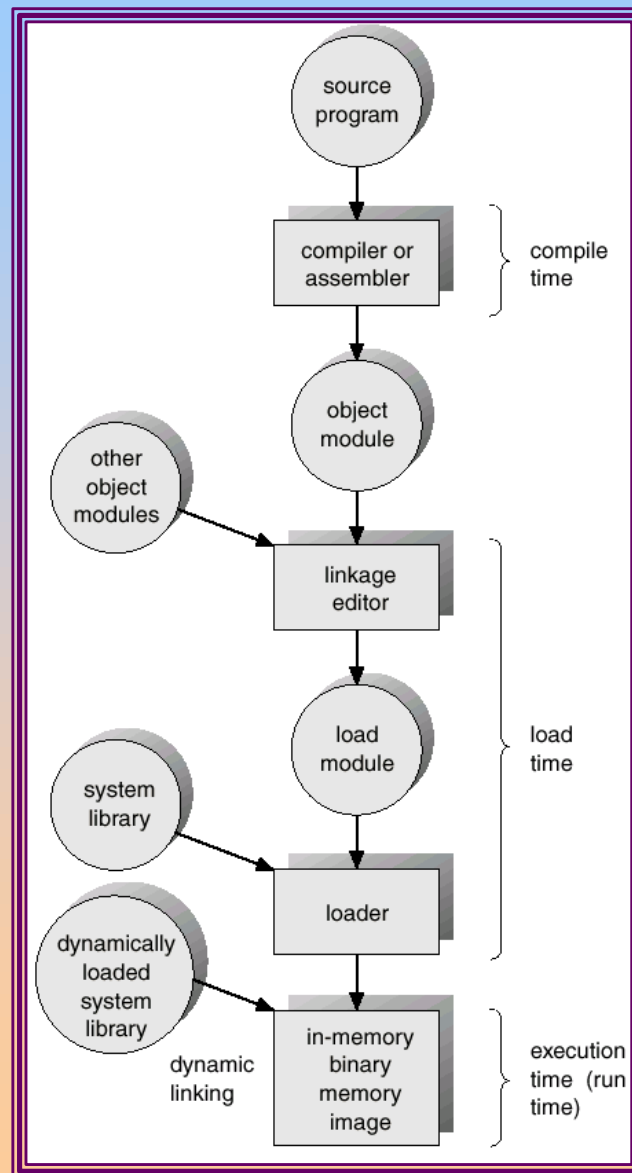 source
program
compiler or
assembler
compile
time
object
module
other
object
modules
linkage
editor
load
module
load
time
system
library
loader
dynamically
loaded
system
library
dynamic
linking
in-memory
binary
memory
image
execution
time (run
time)